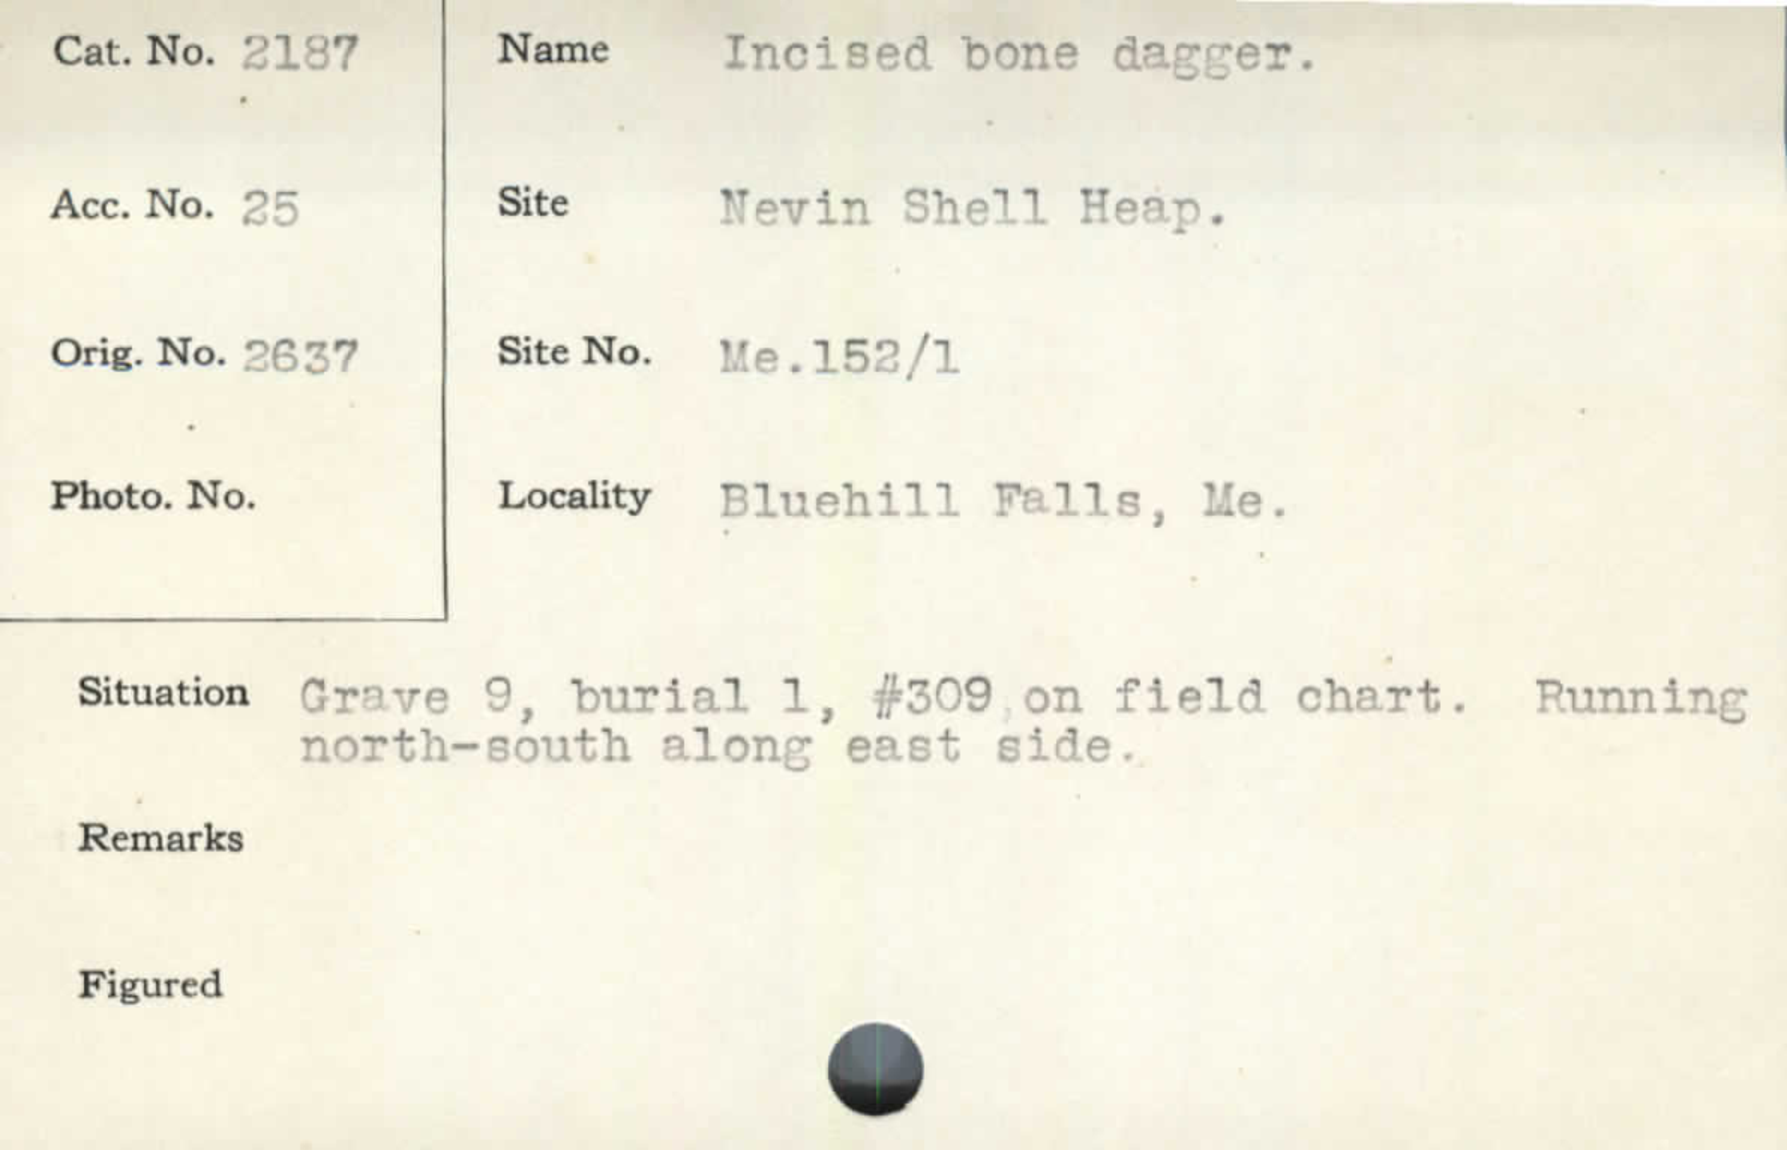 Cat. No. 2187
Name Incised bone dagger.
Acc. No. 25
Site Nevin Shell Heap.
Orig. No. 2637
Site No. Me.152/1
Photo. No.
Locality Bluehill Falls, Me.
Situation Grave 9, burial 1, #309 on field chart. Running
north-south along east side.
Remarks
Figured